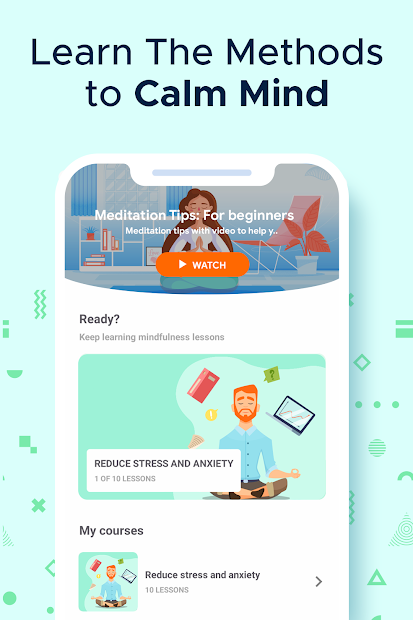 Learn The Methods
to Calm Mind
Meditation Tips: For beginners
Meditation tips with video to help y..
WATCH
Ready?
Keep learning mindfulness lessons
REDUCE STRESS AND ANXIETY
1 OF 10 LESSONS
My courses
Reduce stress and anxiety
10 LESSONS